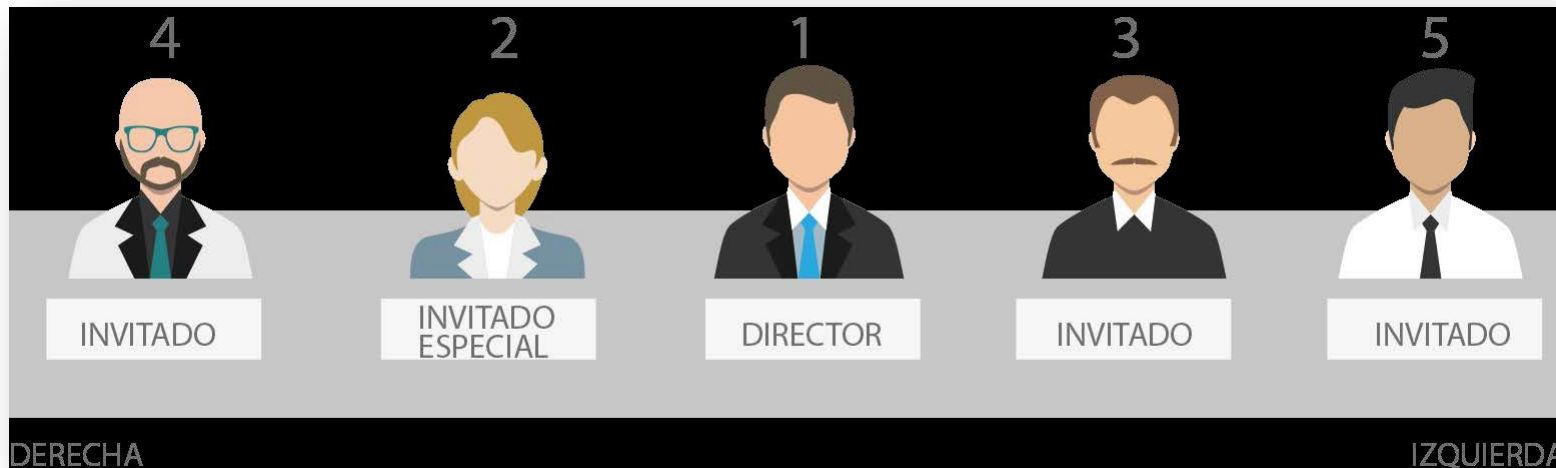 4
2
1
3
5
INVITADO
INVITADO
ESPECIAL
DIRECTOR
INVITADO
INVITADO
DERECHA
IZQUIERDA